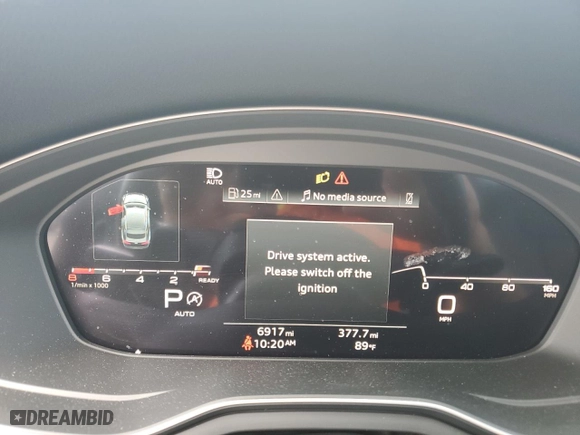 AUTO
25 mi
No media source
Drive system active.
Please switch off the
ignition
8 6 4 2 READY
1/min x 1000
P A
AUTO
0 40 80 160
MPH
0
MPH
6917 mi 377.7 mi
10:20 AM 89°F
DREAMBID